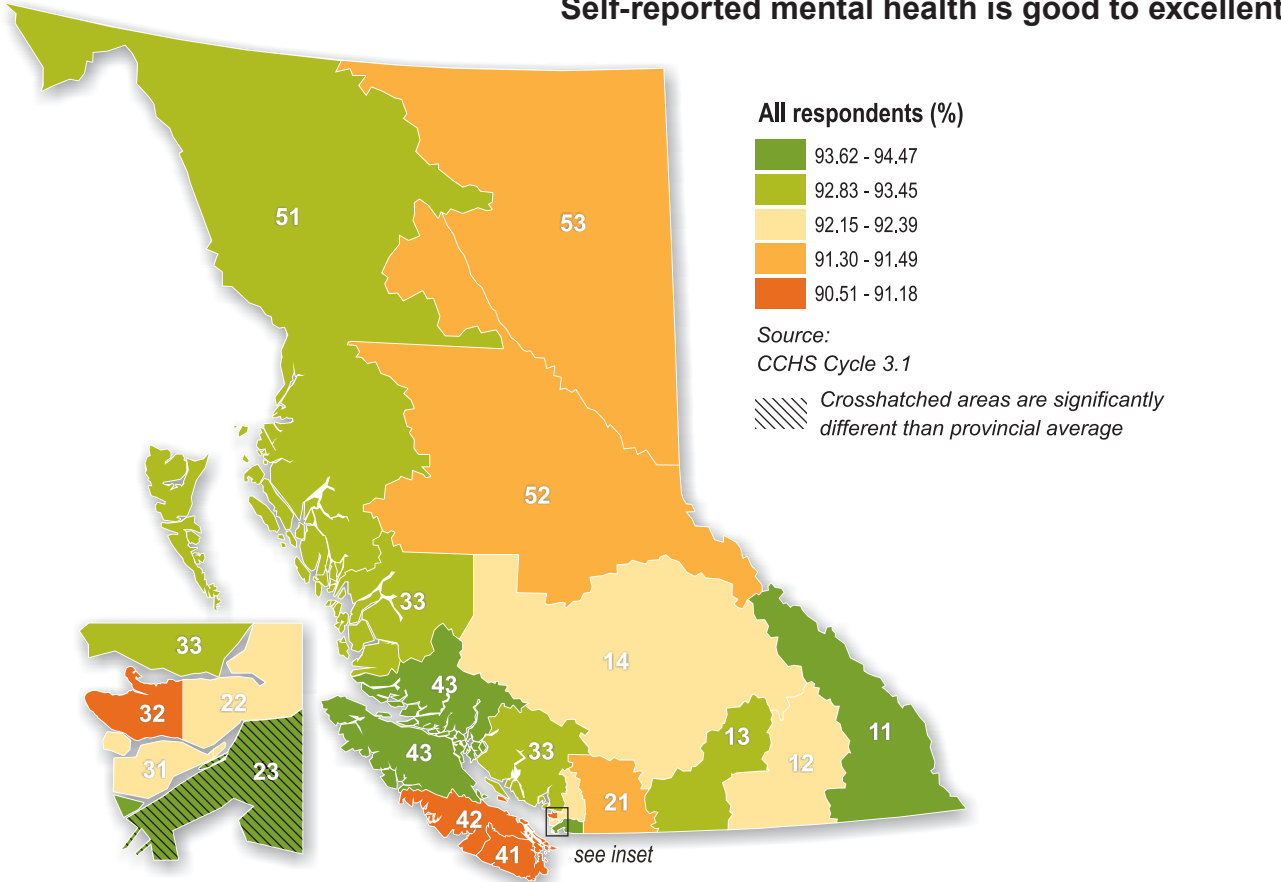 Self-reported mental health is good to excellent
All respondents (%)
93.62 - 94.47
92.83 - 93.45
92.15 - 92.39
91.30 - 91.49
90.51 - 91.18
Source:
CCHS Cycle 3.1
Crosshatched areas are significantly
different than provincial average
51
53
52
33
14
43
43
33
13
12
11
21
42
41
see inset
33
22
32
31
23